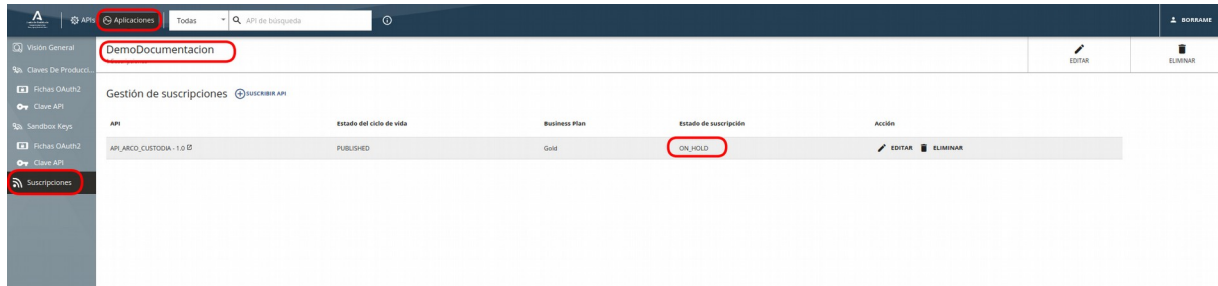 APIs Aplicaciones Todas API de búsqueda BORRAME
Visión General
Claves De Producci...
Fichas OAuth2
Clave API
Sandbox Keys
Fichas OAuth2
Clave API
Suscripciones
DemoDocumentacion
EDITAR ELIMINAR
Gestión de suscripciones SUSCRIBIR API
API Estado del ciclo de vida Business Plan Estado de suscripción Acción
API_ARCO_CUSTODIA - 1.0 PUBLISHED Gold ON_HOLD EDITAR ELIMINAR